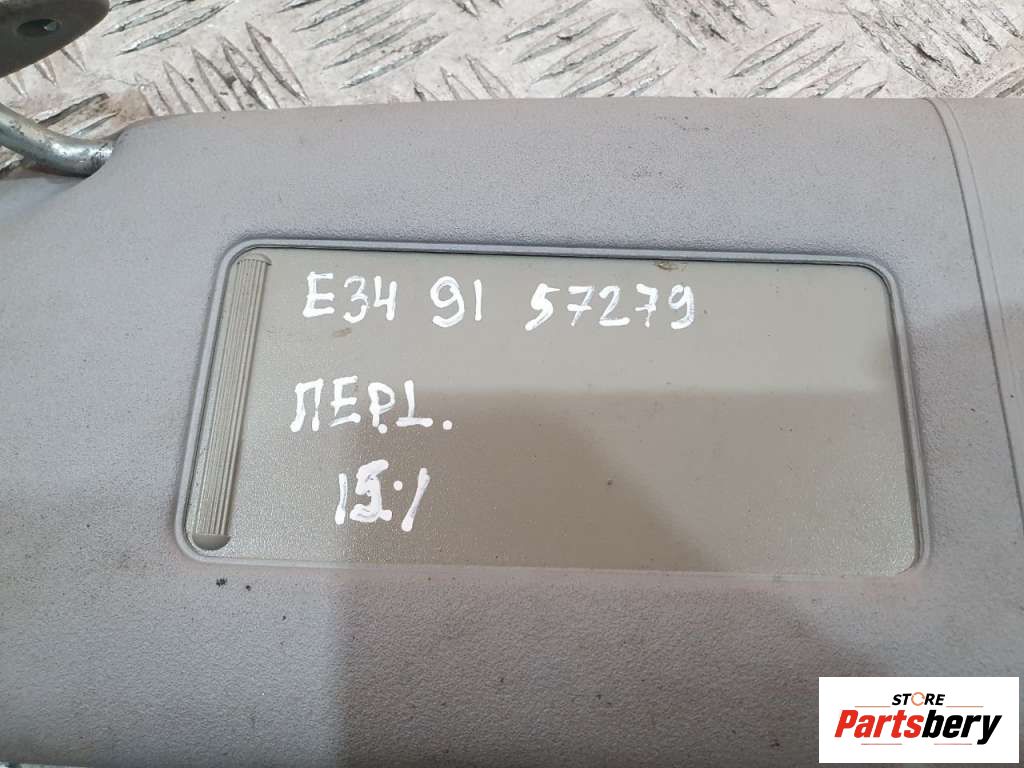 E34 91 57279
ПЕР.L.
15.1
STORE
Partsbery